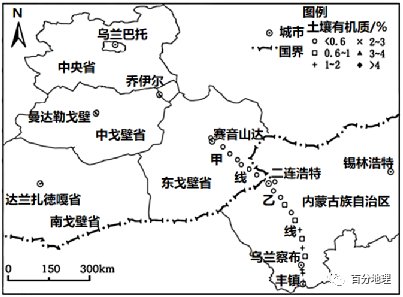 N
图例
土壤有机质/%
城市
国界
<0.6
0.6~1
1~2
2~3
3~4
>4
乌兰巴托
中央省
乔伊尔
曼达勒戈壁
中戈壁省
赛音山达
甲
线
东戈壁省
二连浩特
锡林浩特
乙
线
内蒙古族自治区
达兰扎德嘎省
南戈壁省
乌兰察布
丰镇
0 150 300km
百分地理